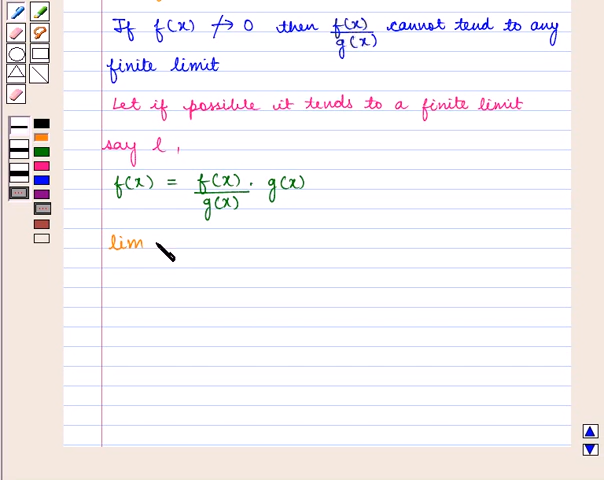 If f(x) ↛ 0 then f(x)/g(x) cannot tend to any
finite limit
Let if possible it tends to a finite limit
say l,
f(x) = f(x)/g(x) . g(x)
lim